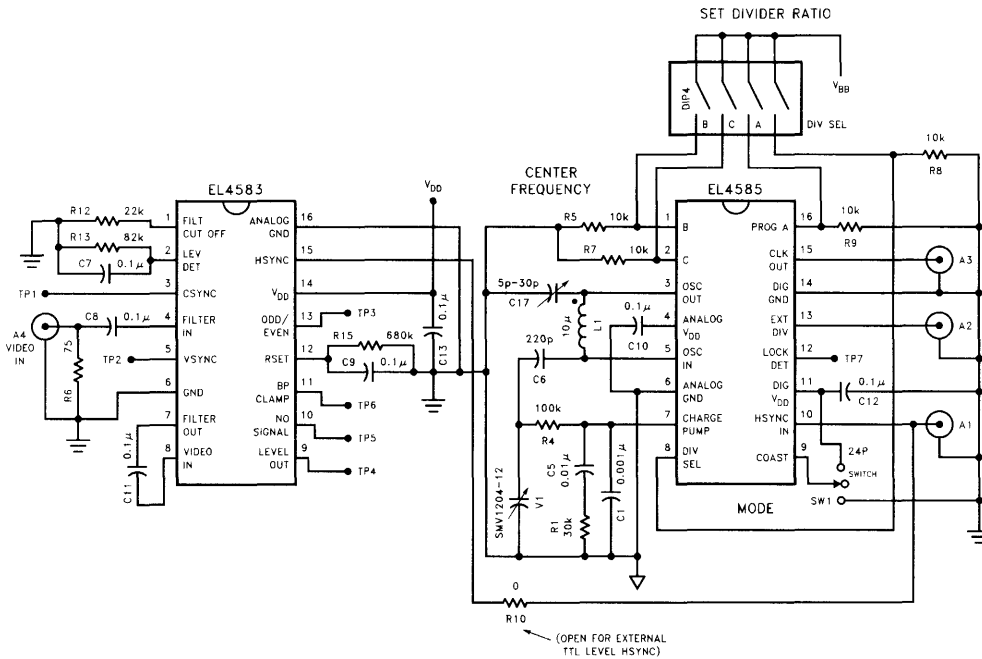 SET DIVIDER RATIO
VBB
DIP4
B C A
DIV SEL
10k
R8
CENTER
FREQUENCY
EL4583
VDD
EL4585
R12 22k
R13 82k
C7 0.1μ
1 FILT
CUT OFF
2 LEV
DET
3 CSYNC
4 FILTER
IN
5 VSYNC
6 GND
7 FILTER
OUT
8 VIDEO
IN
ANALOG 16
GND
HSYNC 15
VDD 14
ODD/ 13
EVEN
RSET 12
BP 11
CLAMP
NO 10
SIGNAL
LEVEL 9
OUT
TP1
C8 0.1μ
A4
VIDEO
IN
75
R6
TP2
0.1μ
C11
TP3
R15 680k
C9 0.1μ
0.1μ
C13
TP6
TP5
TP4
R5 10k
R7 10k
5p-30p
C17
10μ
L1
0.1μ
C10
220p
C6
100k
R4
SMV1204-12
V1
C5
0.01μ
R1
30k
C1
0.001μ
1 B
2 C
3 OSC
OUT
4 ANALOG
VDD
5 OSC
IN
6 ANALOG
GND
7 CHARGE
PUMP
8 DIV
SEL
PROG A 16
CLK 15
OUT
DIG 14
GND
EXT 13
DIV
LOCK 12
DET
DIG 11
VDD
HSYNC 10
IN
COAST 9
10k
R9
A3
A2
TP7
0.1μ
C12
A1
24P
SWITCH
SW1
MODE
0
R10
(OPEN FOR EXTERNAL
TTL LEVEL HSYNC)